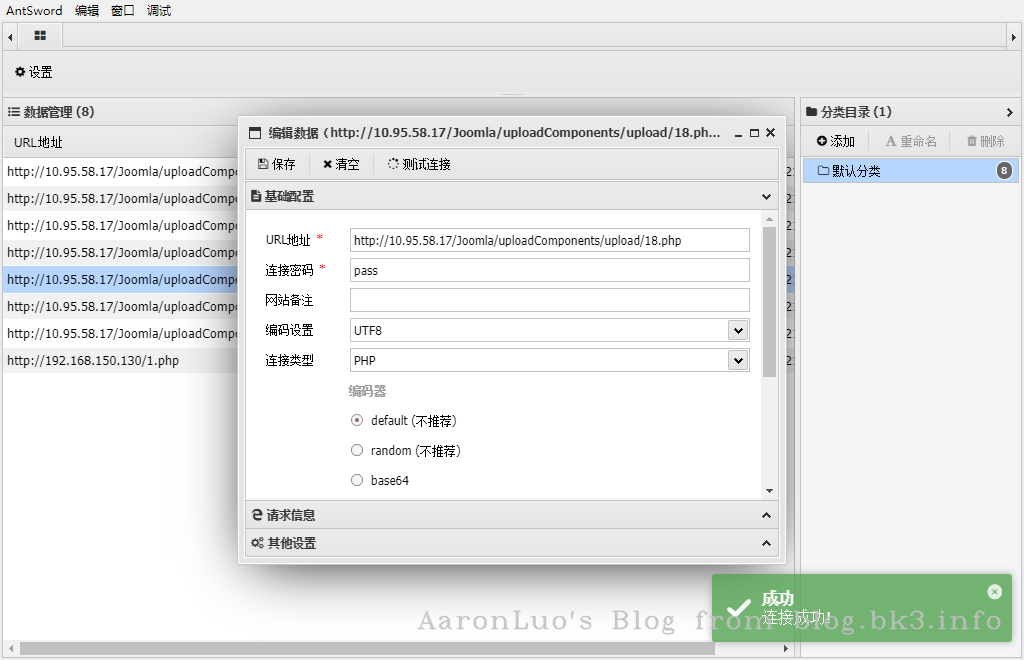 AntSword 编辑 窗口 调试
设置
数据管理 (8)
URL地址
http://10.95.58.17/Joomla/uploadCompo
http://10.95.58.17/Joomla/uploadCompo
http://10.95.58.17/Joomla/uploadCompo
http://10.95.58.17/Joomla/uploadCompo
http://10.95.58.17/Joomla/uploadCompo
http://10.95.58.17/Joomla/uploadCompo
http://10.95.58.17/Joomla/uploadCompo
http://192.168.150.130/1.php
编辑数据 (http://10.95.58.17/Joomla/uploadComponents/upload/18.ph...
保存 清空 测试连接
基础配置
URL地址 * http://10.95.58.17/Joomla/uploadComponents/upload/18.php
连接密码 * pass
网站备注
编码设置 UTF8
连接类型 PHP
编码器
default (不推荐)
random (不推荐)
base64
请求信息
其他设置
分类目录 (1)
添加 重命名 删除
默认分类 8
成功
连接成功!
AaronLuo's Blog from blog.bk3.info